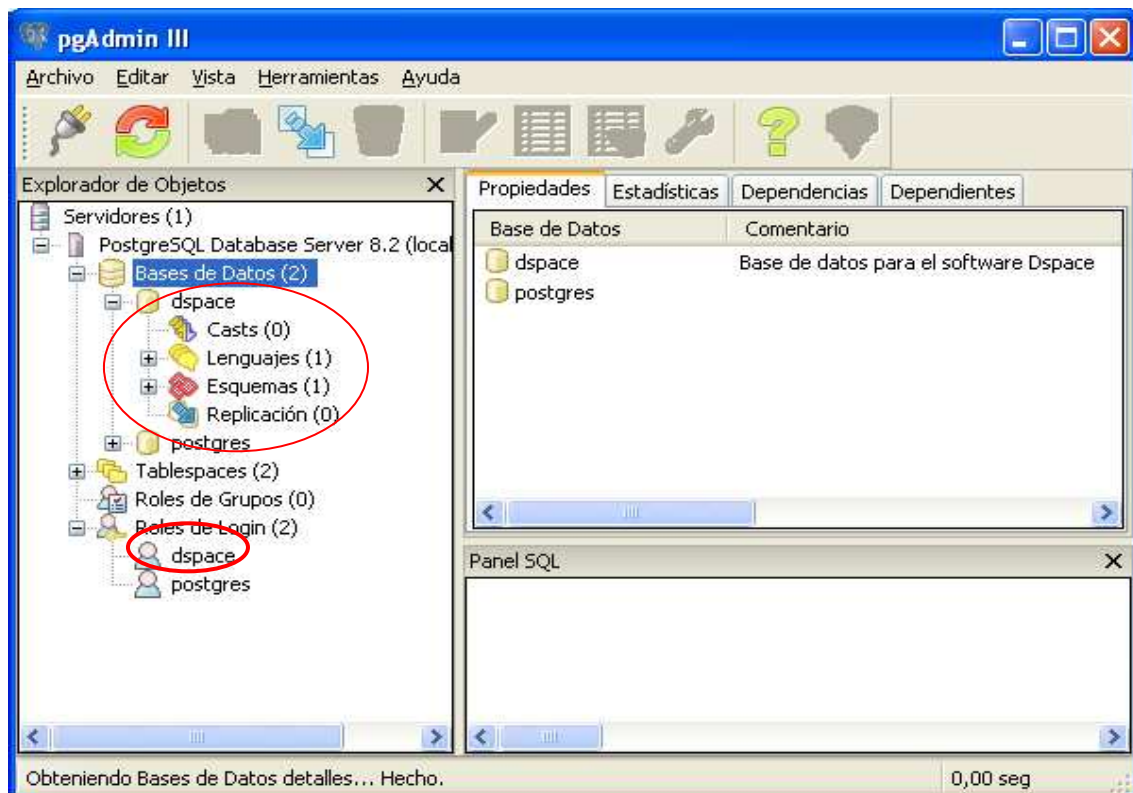 pgAdmin III
Archivo Editar Vista Herramientas Ayuda
Explorador de Objetos
Servidores (1)
PostgreSQL Database Server 8.2 (local
Bases de Datos (2)
dspace
Casts (0)
Lenguajes (1)
Esquemas (1)
Replicación (0)
postgres
Tablespaces (2)
Roles de Grupos (0)
Roles de Login (2)
dspace
postgres
Propiedades Estadísticas Dependencias Dependientes
Base de Datos Comentario
dspace Base de datos para el software Dspace
postgres
Panel SQL
Obteniendo Bases de Datos detalles... Hecho. 0,00 seg